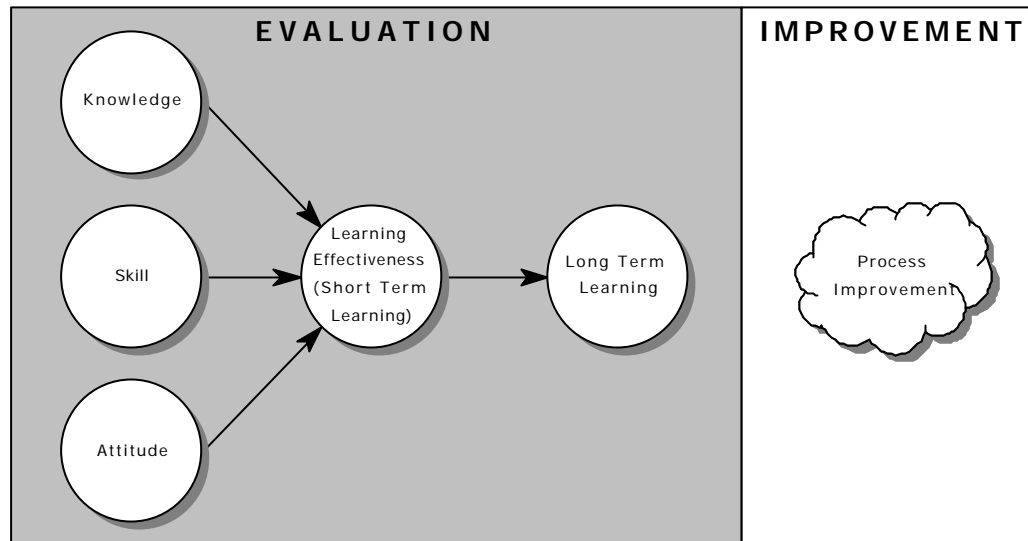 EVALUATION
IMPROVEMENT
Knowledge
Skill
Attitude
Learning
Effectiveness
(Short Term
Learning)
Long Term
Learning
Process
Improvement